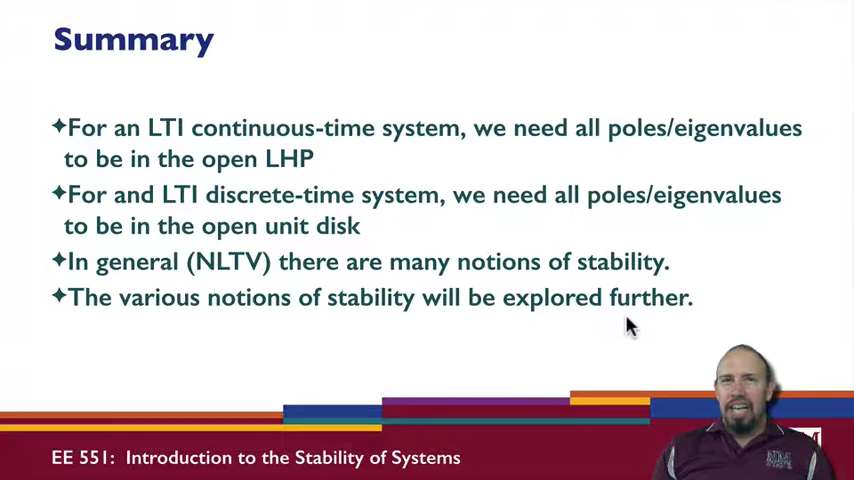 Summary
✦For an LTI continuous-time system, we need all poles/eigenvalues
to be in the open LHP
✦For and LTI discrete-time system, we need all poles/eigenvalues
to be in the open unit disk
✦In general (NLTV) there are many notions of stability.
✦The various notions of stability will be explored further.
EE 551: Introduction to the Stability of Systems